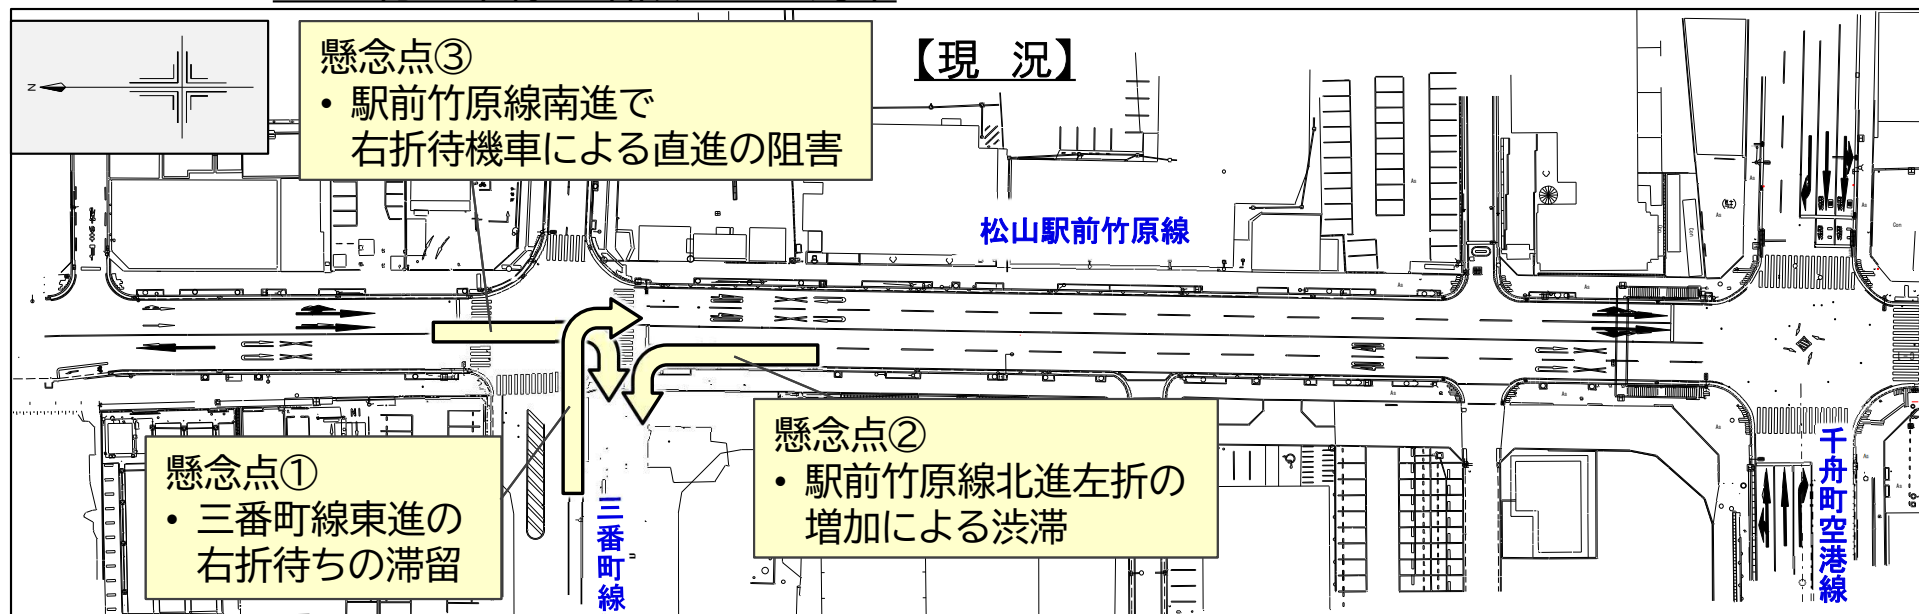 【現　況】
N
懸念点③
• 駅前竹原線南進で
右折待機車による直進の阻害
松山駅前竹原線
懸念点①
• 三番町線東進の
右折待ちの滞留
懸念点②
• 駅前竹原線北進左折の
増加による渋滞
三番町線
千舟町空港線